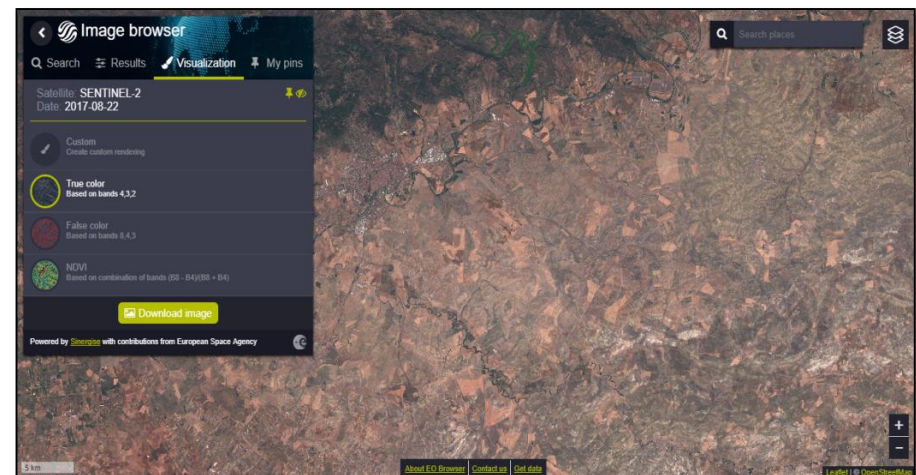 Image browser
Search Results Visualization My pins
Satellite: SENTINEL-2
Date: 2017-08-22
Custom
Create custom rendering
True color
Based on bands 4,3,2
False color
Based on bands 8,4,3
NDVI
Based on combination of bands (B8 - B4)/(B8 + B4)
Download image
Powered by Sinergise with contributions from European Space Agency
Search places
+
−
5 km
About EO Browser Contact us Get data
Leaflet | © OpenStreetMap